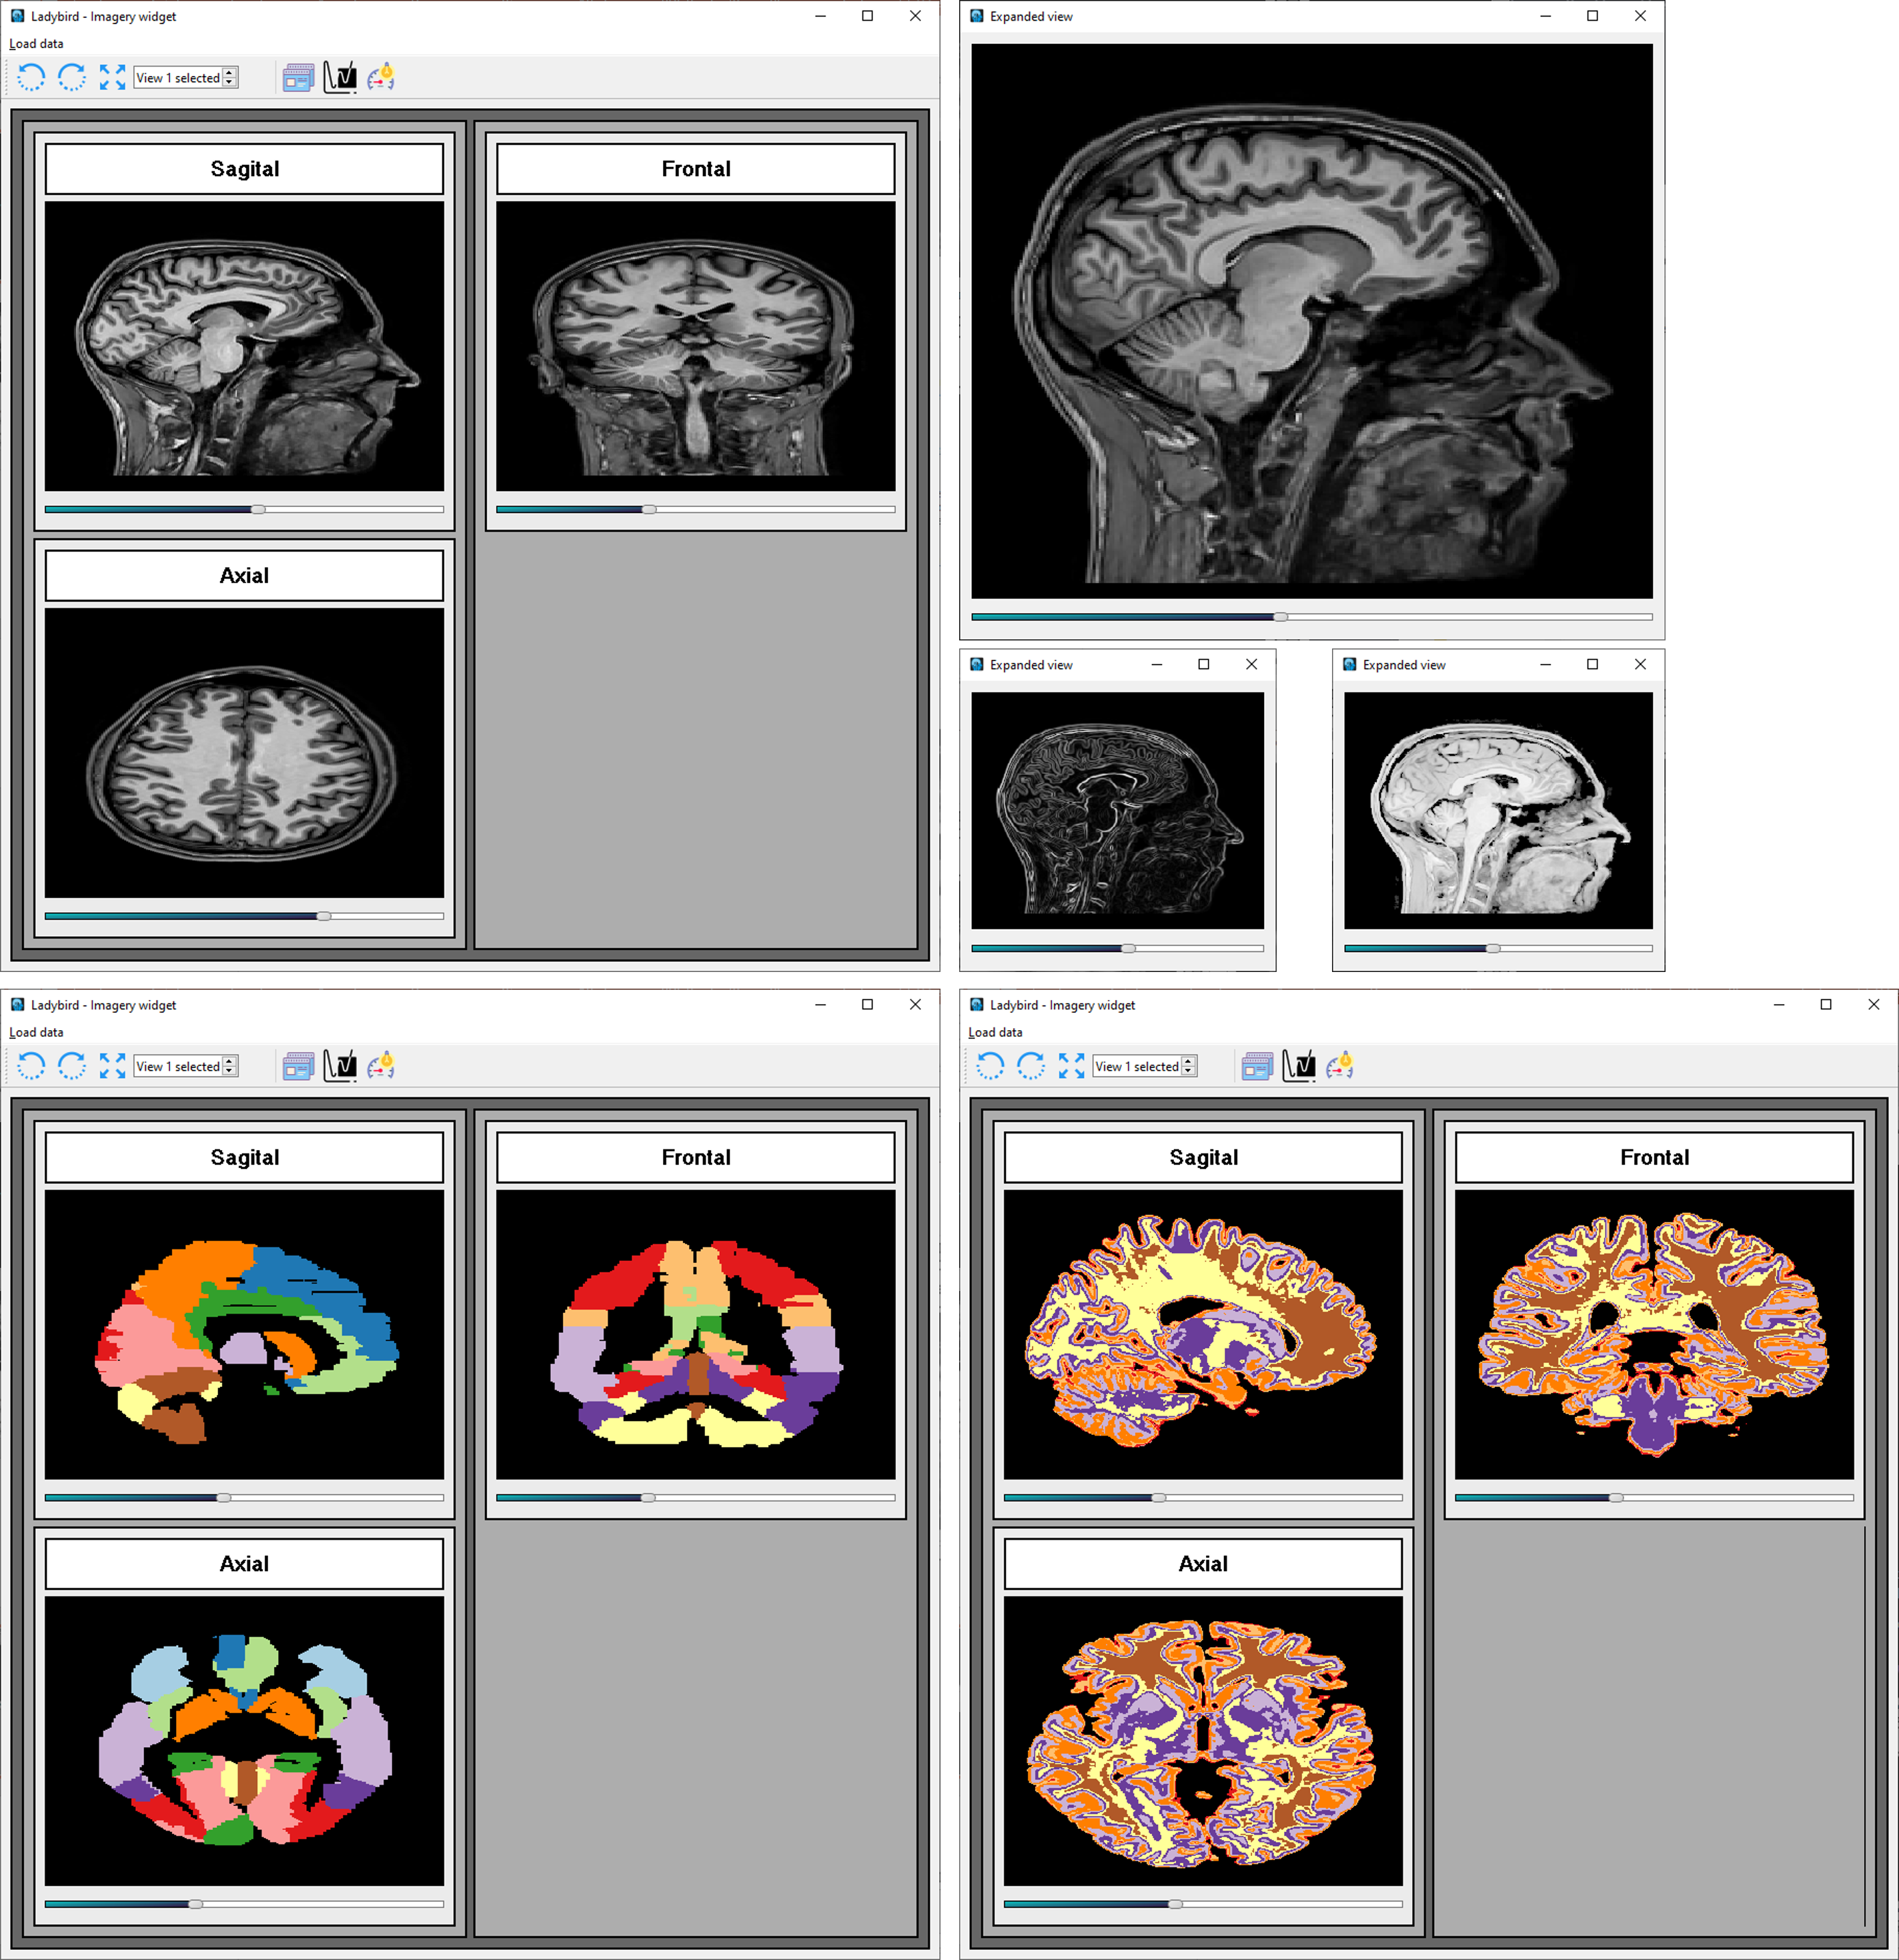 Ladybird - Imagery widget
Load data
View 1 selected
Sagital
Frontal
Axial
Expanded view
Expanded view
Expanded view
Ladybird - Imagery widget
Load data
View 1 selected
Sagital
Frontal
Axial
Ladybird - Imagery widget
Load data
View 1 selected
Sagital
Frontal
Axial